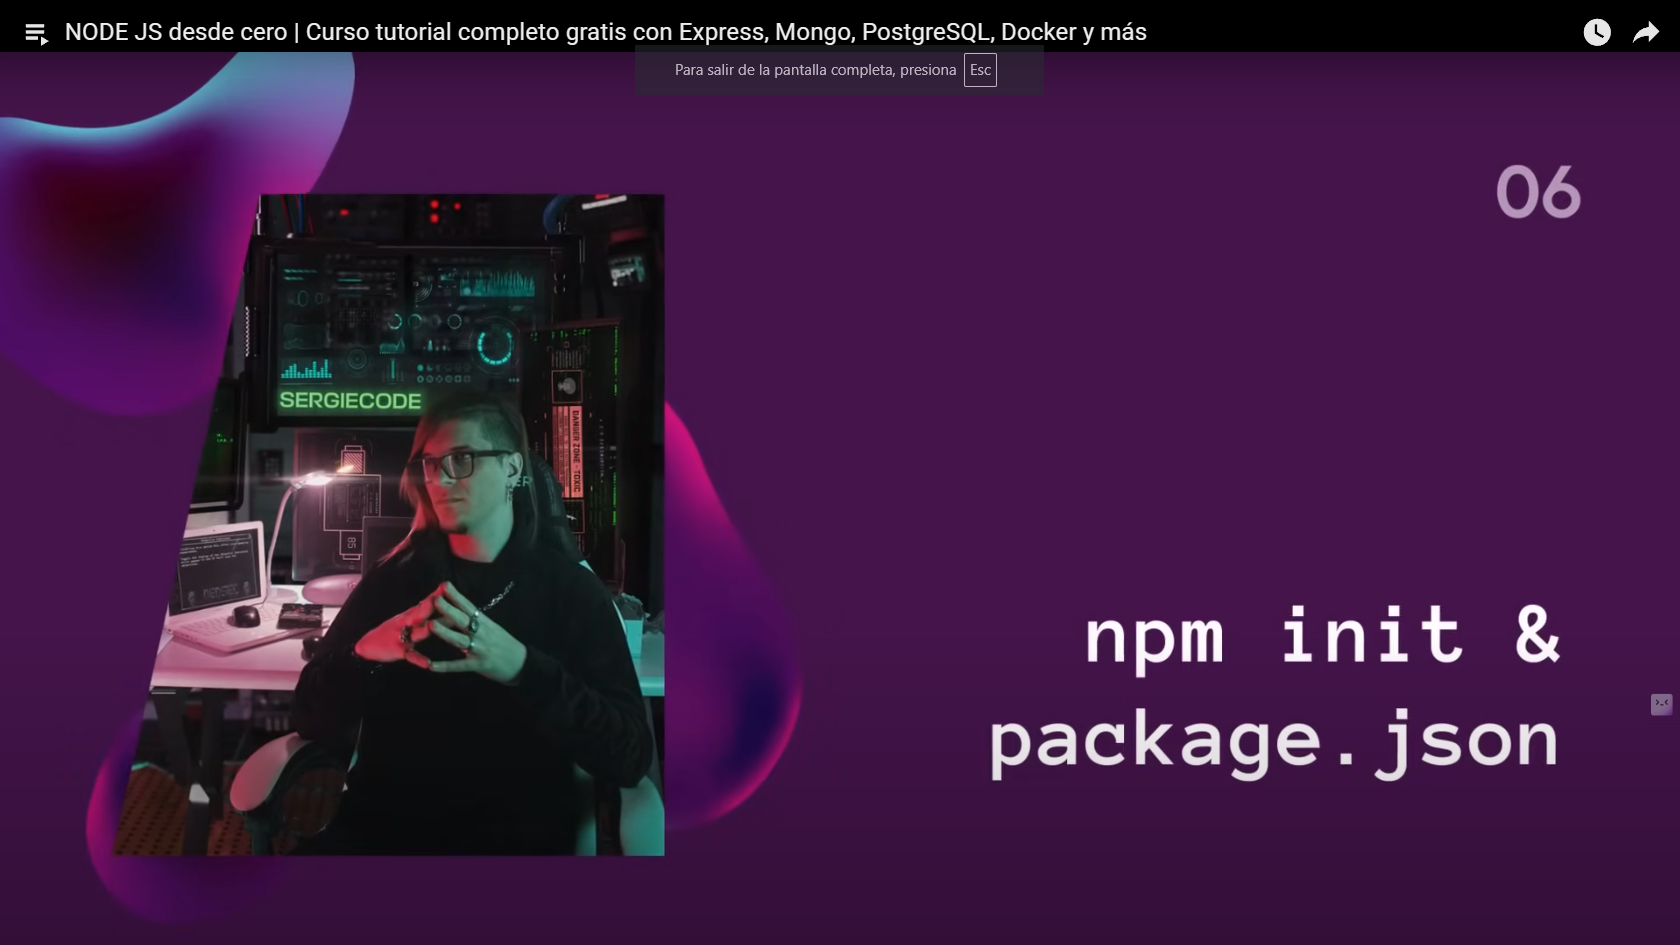 NODE JS desde cero | Curso tutorial completo gratis con Express, Mongo, PostgreSQL, Docker y más
Para salir de la pantalla completa, presiona Esc
06
SERGIECODE
DANGER ZONE - TOXIC
85
npm init &
package.json